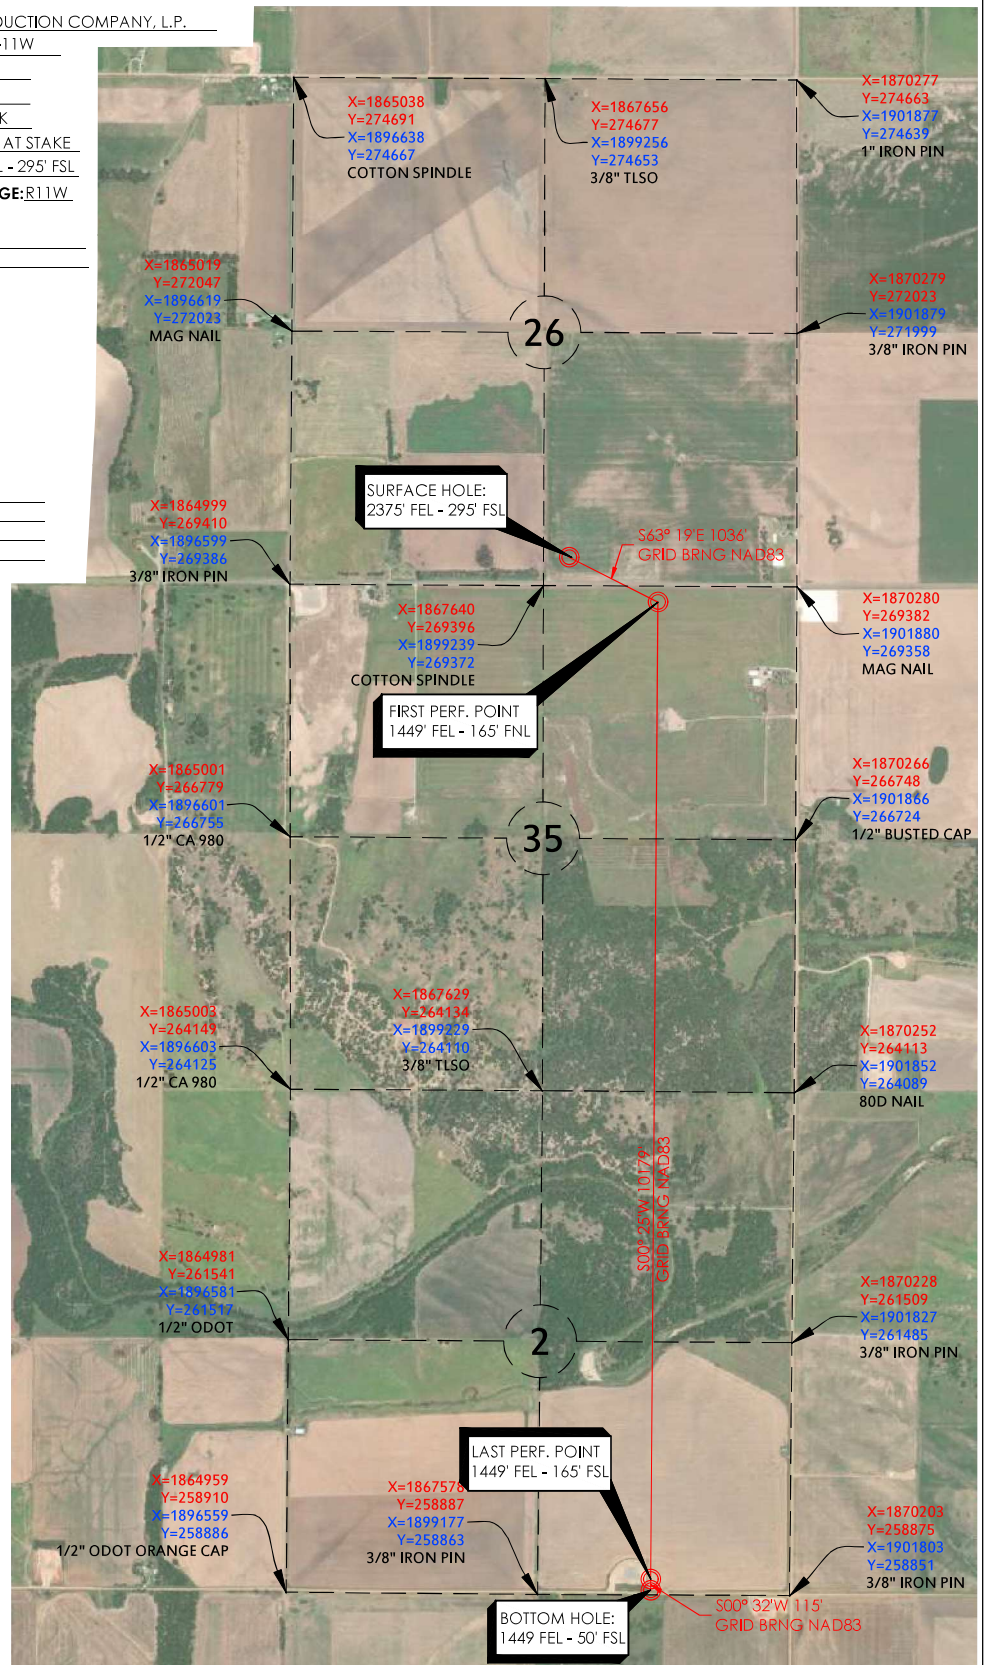 DUCTION COMPANY, L.P.
11W
K
AT STAKE
L - 295' FSL
GE: R11W
X=1865038
Y=274691
X=1896638
Y=274667
COTTON SPINDLE
X=1867656
Y=274677
X=1899256
Y=274653
3/8" TLSO
X=1870277
Y=274663
X=1901877
Y=274639
1" IRON PIN
X=1865019
Y=272047
X=1896619
Y=272023
MAG NAIL
26
X=1870279
Y=272023
X=1901879
Y=271999
3/8" IRON PIN
SURFACE HOLE:
2375' FEL - 295' FSL
X=1864999
Y=269410
X=1896599
Y=269386
3/8" IRON PIN
S63° 19'E 1036'
GRID BRNG NAD83
X=1867640
Y=269396
X=1899239
Y=269372
COTTON SPINDLE
X=1870280
Y=269382
X=1901880
Y=269358
MAG NAIL
FIRST PERF. POINT
1449' FEL - 165' FNL
X=1865001
Y=266779
X=1896601
Y=266755
1/2" CA 980
35
X=1870266
Y=266748
X=1901866
Y=266724
1/2" BUSTED CAP
X=1865003
Y=264149
X=1896603
Y=264125
1/2" CA 980
X=1867629
Y=264134
X=1899229
Y=264110
3/8" TLSO
X=1870252
Y=264113
X=1901852
Y=264089
80D NAIL
S00° 25'W 10179'
GRID BRNG NAD83
X=1864981
Y=261541
X=1896581
Y=261517
1/2" ODOT
2
X=1870228
Y=261509
X=1901827
Y=261485
3/8" IRON PIN
LAST PERF. POINT
1449' FEL - 165' FSL
X=1864959
Y=258910
X=1896559
Y=258886
1/2" ODOT ORANGE CAP
X=1867578
Y=258887
X=1899177
Y=258863
3/8" IRON PIN
X=1870203
Y=258875
X=1901803
Y=258851
3/8" IRON PIN
BOTTOM HOLE:
1449 FEL - 50' FSL
S00° 32'W 115'
GRID BRNG NAD83